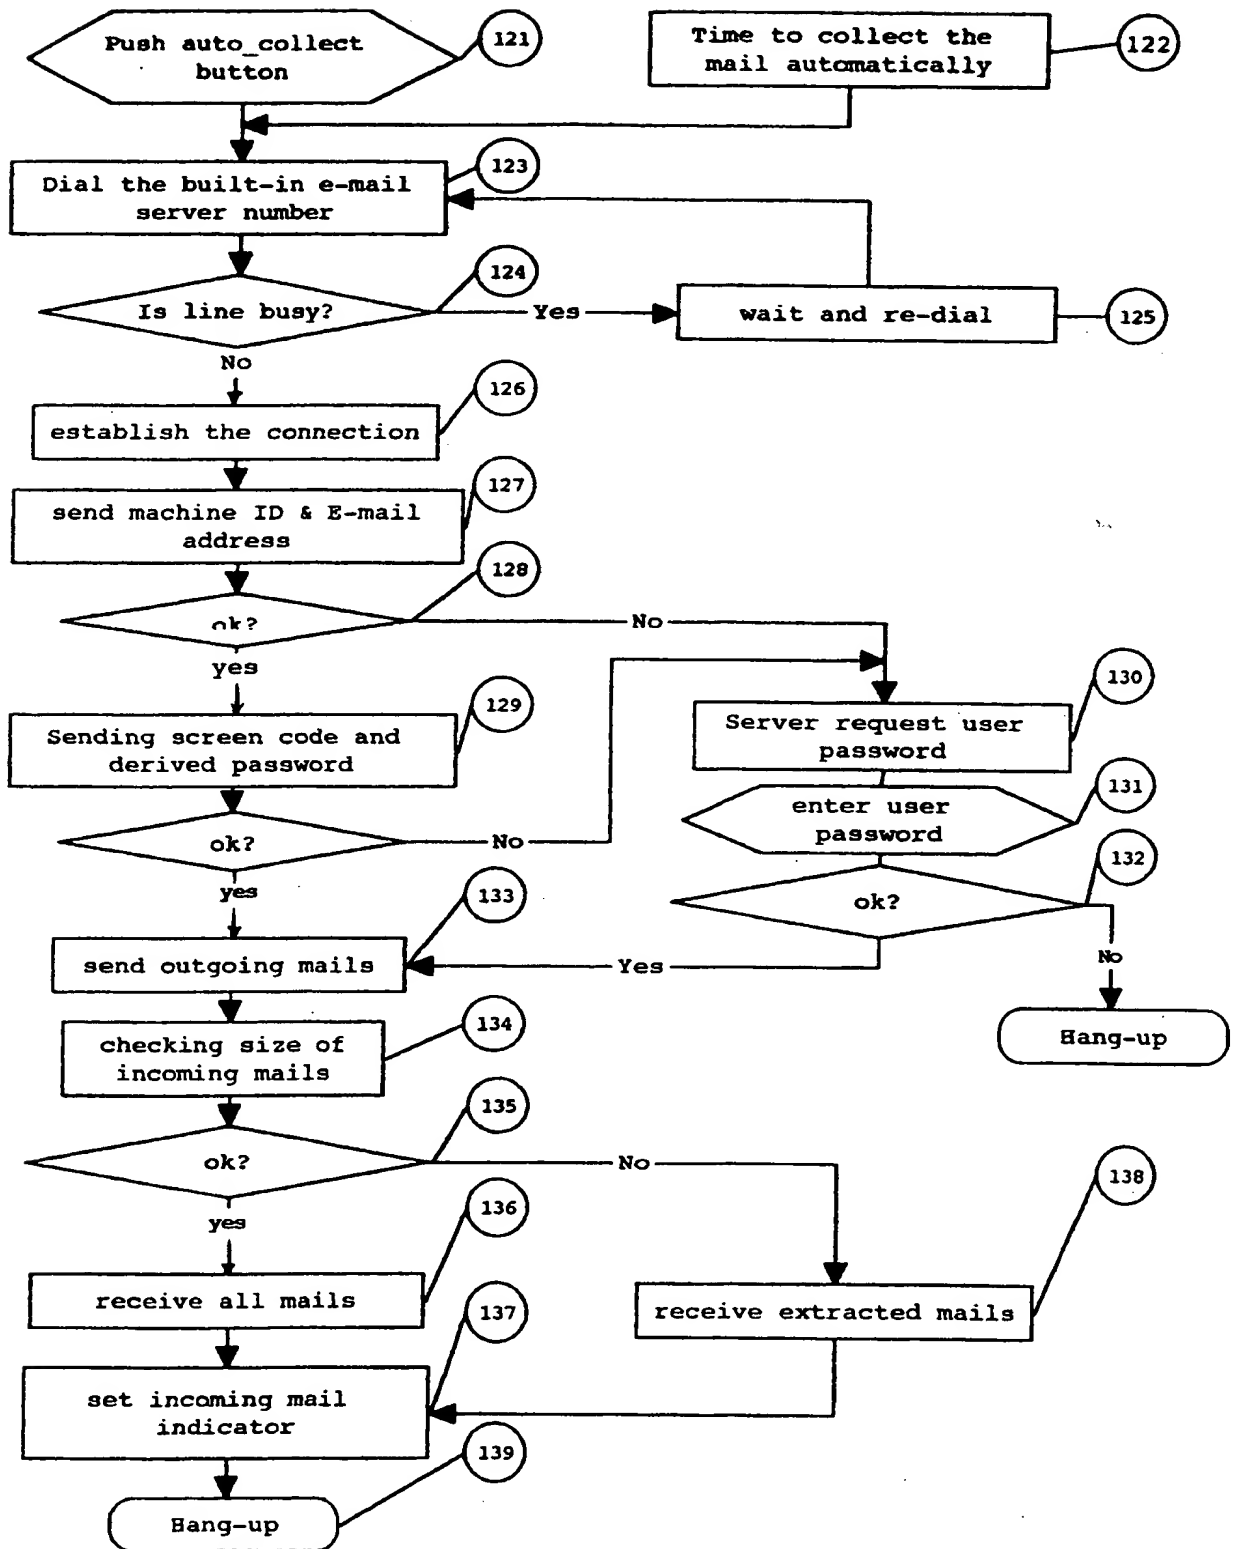 Push auto_collect
button
121
Time to collect the
mail automatically
122
Dial the built-in e-mail
server number
123
Is line busy?
124
Yes
wait and re-dial
125
No
establish the connection
126
send machine ID & E-mail
address
127
ok?
128
No
yes
Sending screen code and
derived password
129
Server request user
password
130
enter user
password
131
ok?
No
ok?
132
yes
No
send outgoing mails
133
Yes
Hang-up
checking size of
incoming mails
134
ok?
135
No
yes
138
receive all mails
136
receive extracted mails
set incoming mail
indicator
137
Hang-up
139